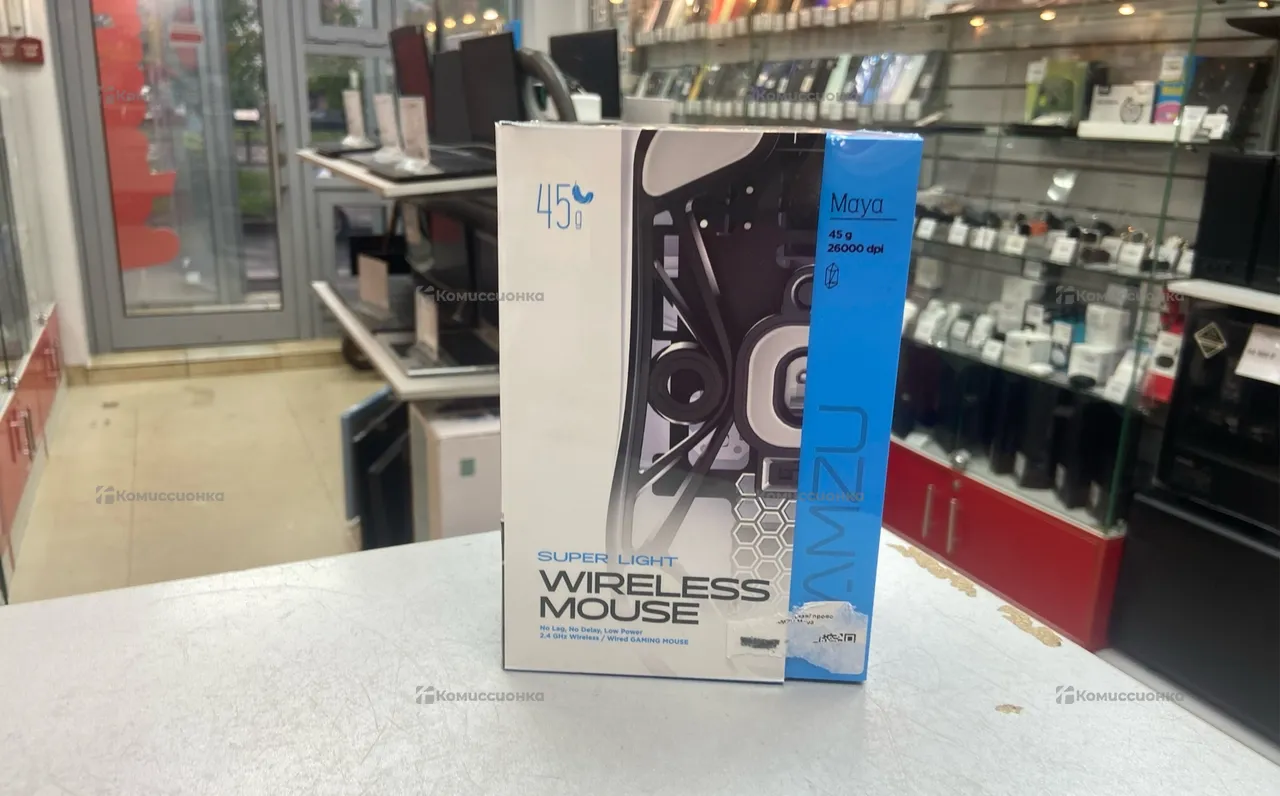 45g
Maya
45 g
26000 dpi
AMZU
SUPER LIGHT
WIRELESS
MOUSE
No Lag, No Delay, Low Power
2.4 GHz Wireless / Wired GAMING MOUSE
Комиссионка
Комиссионка
Комиссионка
Комиссионка
Комиссионка
Комиссионка
Комиссионка